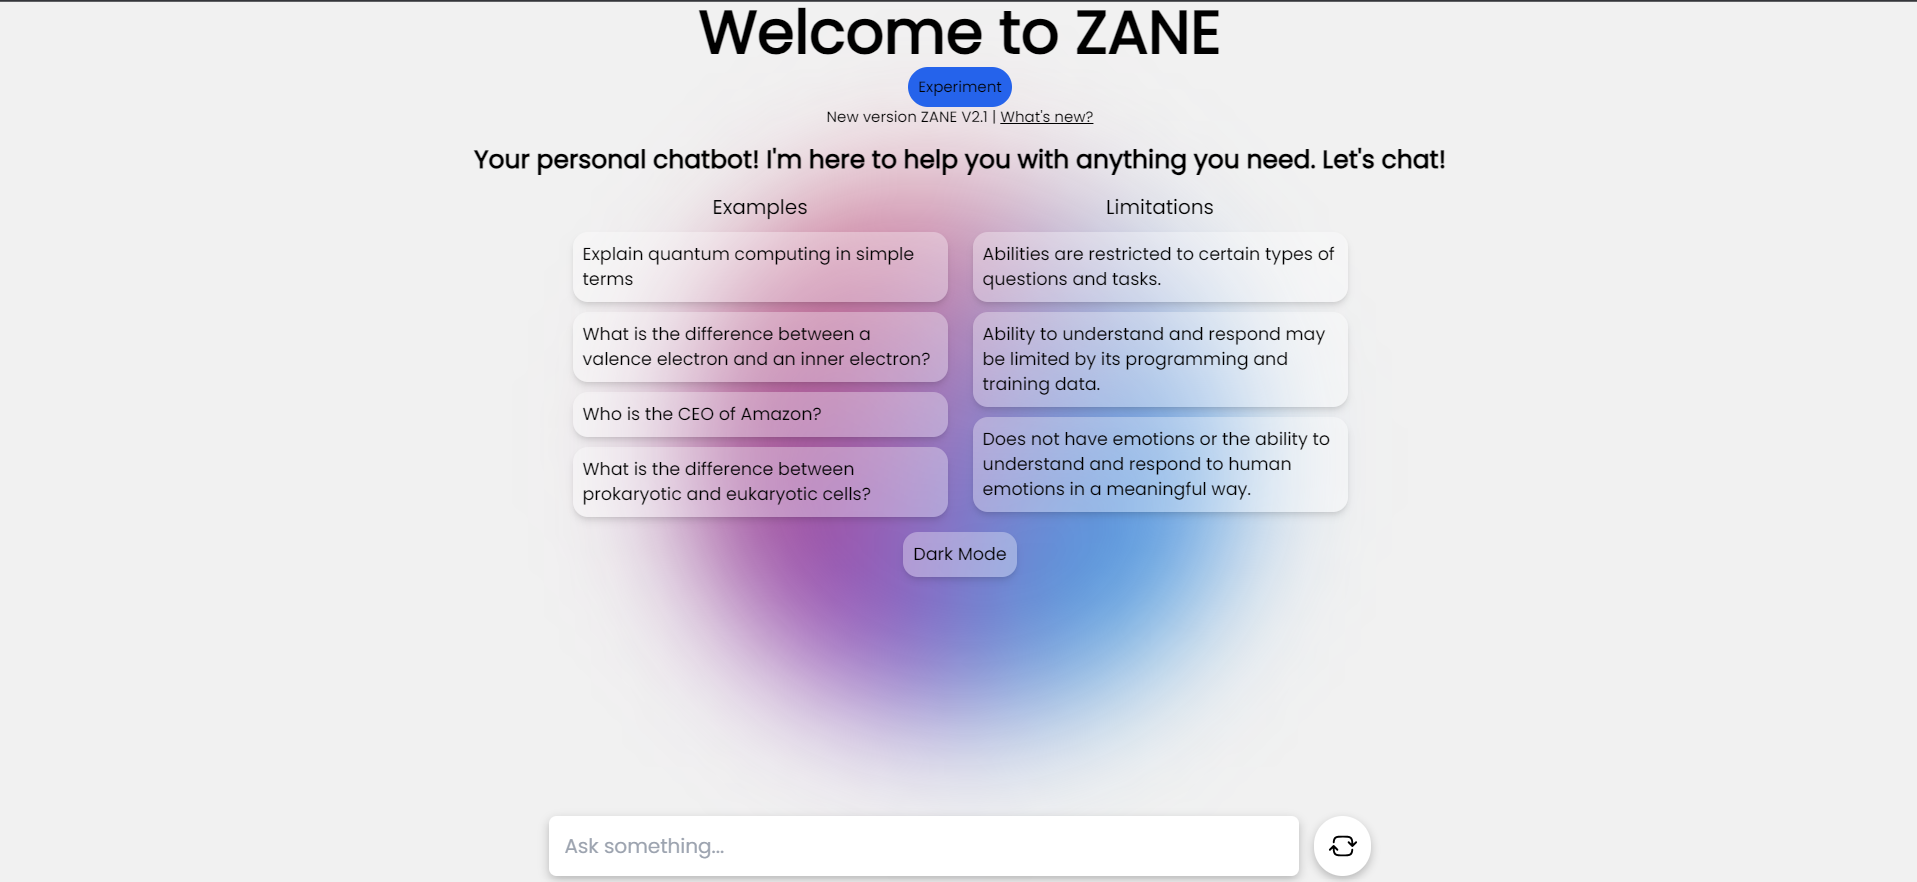 Welcome to ZANE
Experiment
New version ZANE V2.1 | What's new?
Your personal chatbot! I'm here to help you with anything you need. Let's chat!
Examples
Explain quantum computing in simple
terms
What is the difference between a
valence electron and an inner electron?
Who is the CEO of Amazon?
What is the difference between
prokaryotic and eukaryotic cells?
Limitations
Abilities are restricted to certain types of
questions and tasks.
Ability to understand and respond may
be limited by its programming and
training data.
Does not have emotions or the ability to
understand and respond to human
emotions in a meaningful way.
Dark Mode
Ask something...